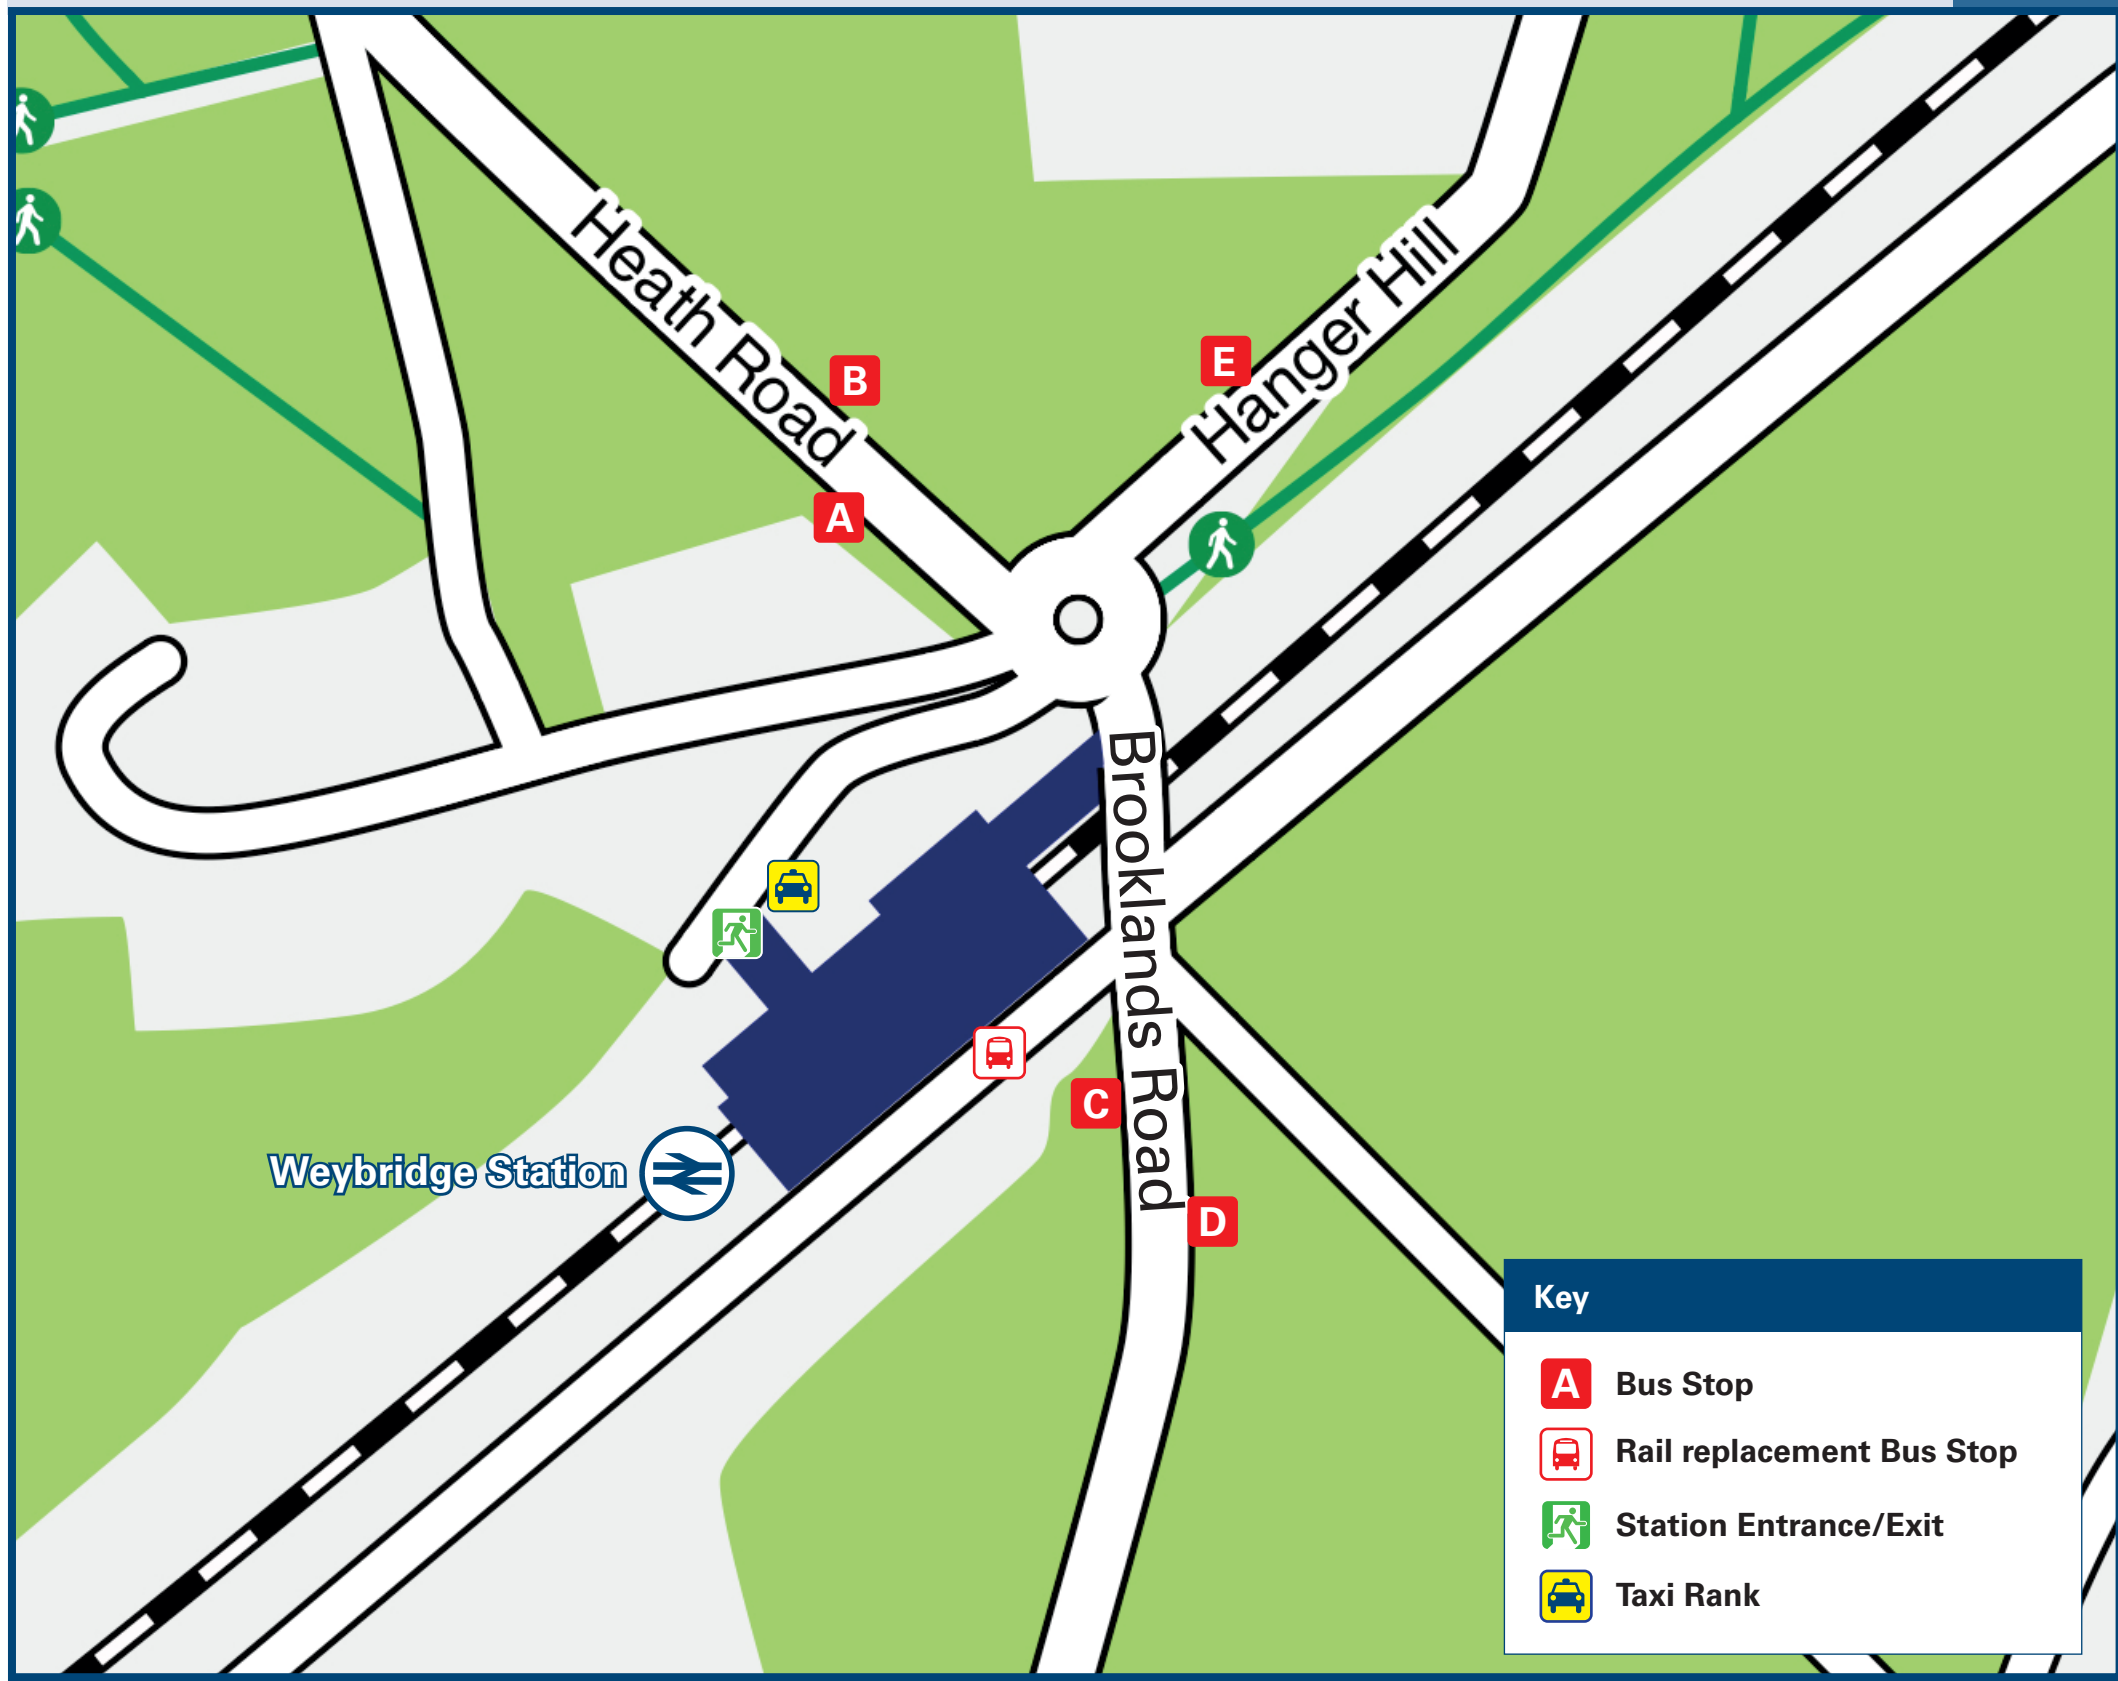 Heath Road
Hanger Hill
B
E
A
Brooklands Road
C
D
Weybridge Station
Key
A Bus Stop
Rail replacement Bus Stop
Station Entrance/Exit
Taxi Rank